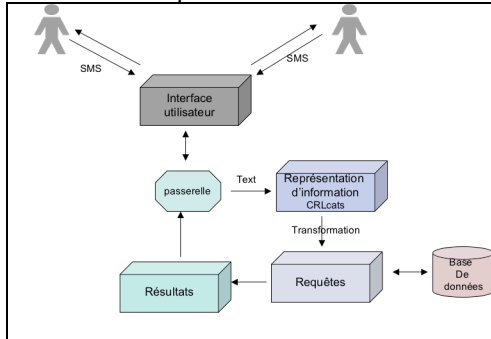 SMS
SMS
Interface
utilisateur
passerelle
Text
Représentation
d'information
CRLcats
Transformation
Base
De
données
Résultats
Requêtes